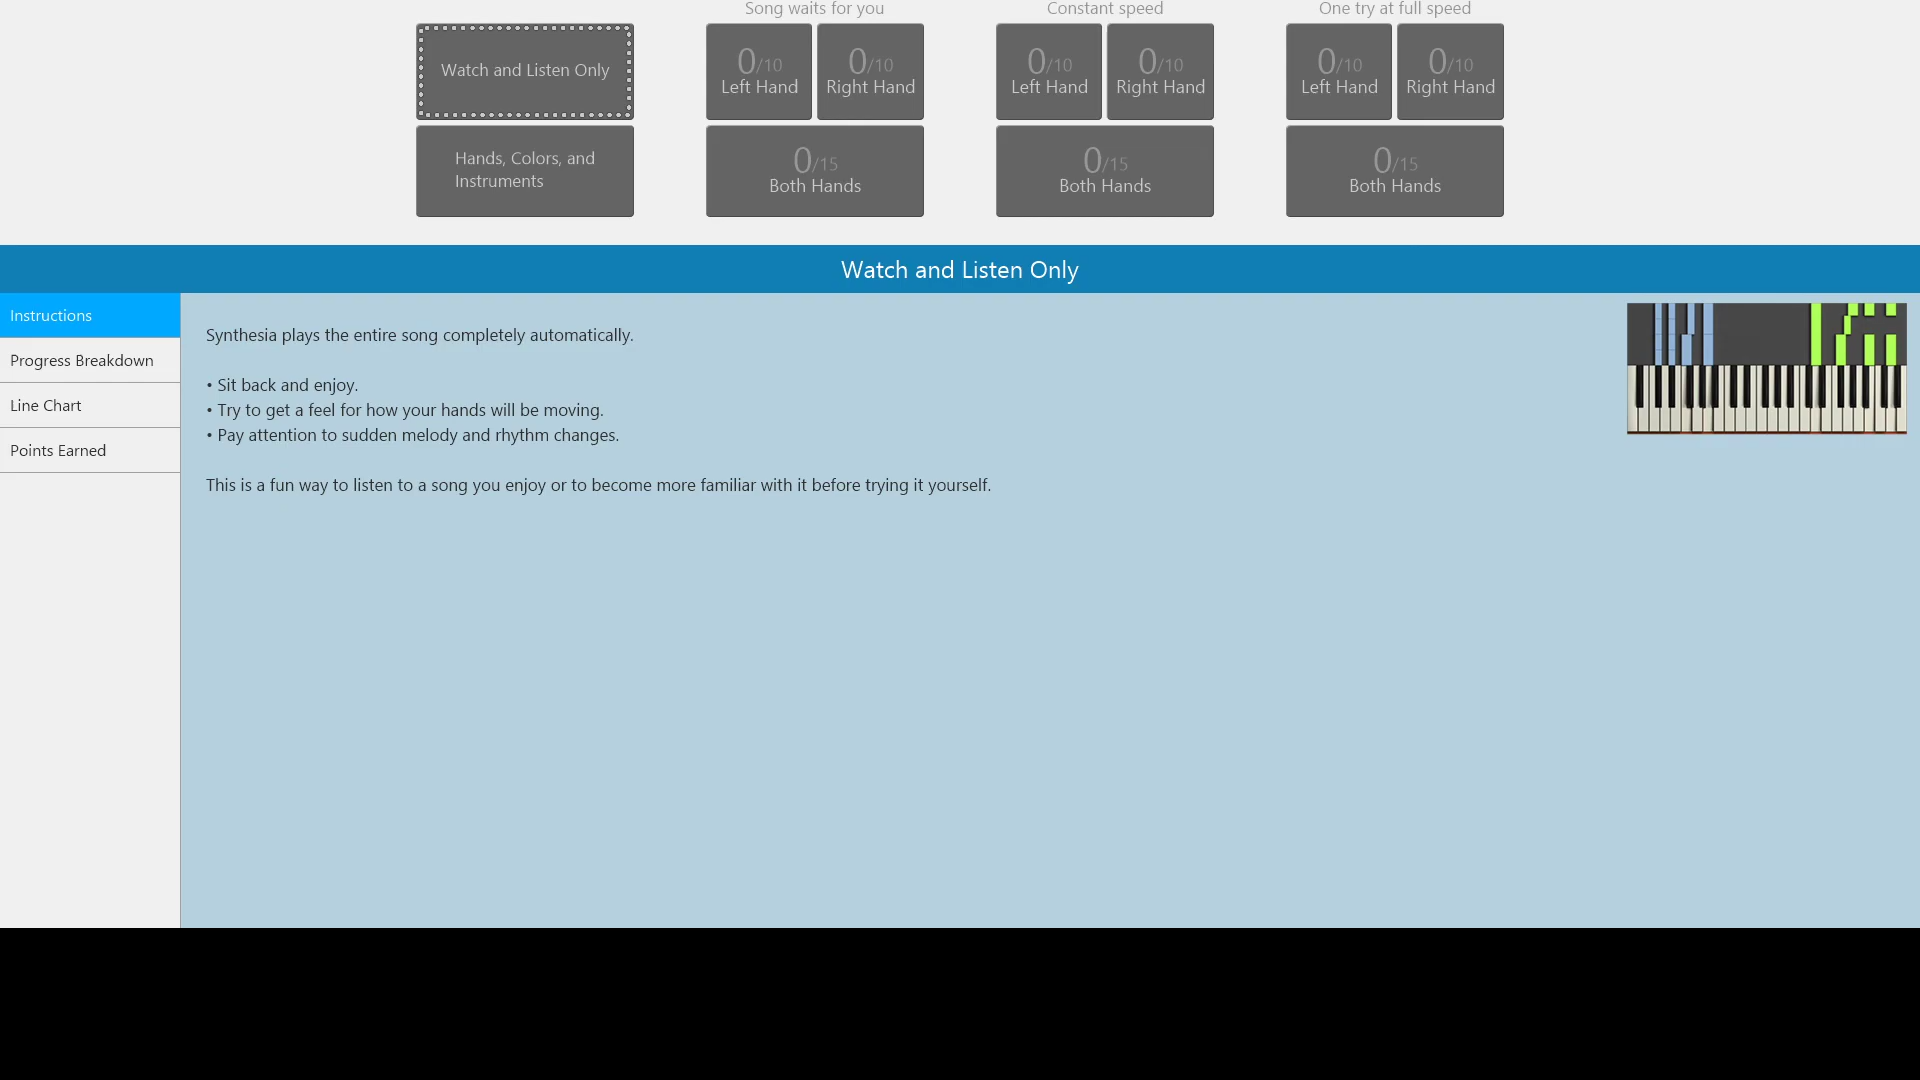 Song waits for you
Constant speed
One try at full speed
Watch and Listen Only
0/10
Left Hand
0/10
Right Hand
0/10
Left Hand
0/10
Right Hand
0/10
Left Hand
0/10
Right Hand
Hands, Colors, and
Instruments
0/15
Both Hands
0/15
Both Hands
0/15
Both Hands
Watch and Listen Only
Instructions
Progress Breakdown
Line Chart
Points Earned
Synthesia plays the entire song completely automatically.
• Sit back and enjoy.
• Try to get a feel for how your hands will be moving.
• Pay attention to sudden melody and rhythm changes.
This is a fun way to listen to a song you enjoy or to become more familiar with it before trying it yourself.